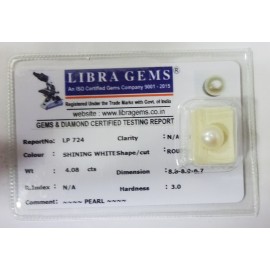 LIBRA GEMS®
An ISO Certified Gems Company 9001 - 2015
Registered Under the Trade Marks with Govt. of India
website : www.libragems.co.in
GEMS & DIAMOND CERTIFIED TESTING REPORT
ReportNo: LP 724 Clarity : N/A
Colour : SHINING WHITE Shape/cut :
Wt : 4.08 cts Dimension :
R.Index : N/A Hardness : 3.0
Comment ~~~~ PEARL ~~~~